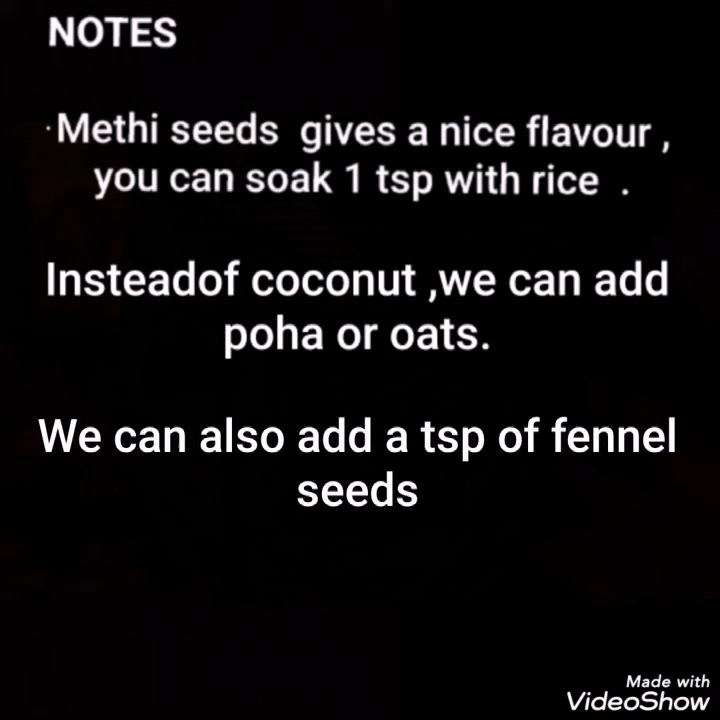 NOTES
·Methi seeds gives a nice flavour ,
you can soak 1 tsp with rice .
Insteadof coconut ,we can add
poha or oats.
We can also add a tsp of fennel
seeds
Made with
VideoShow